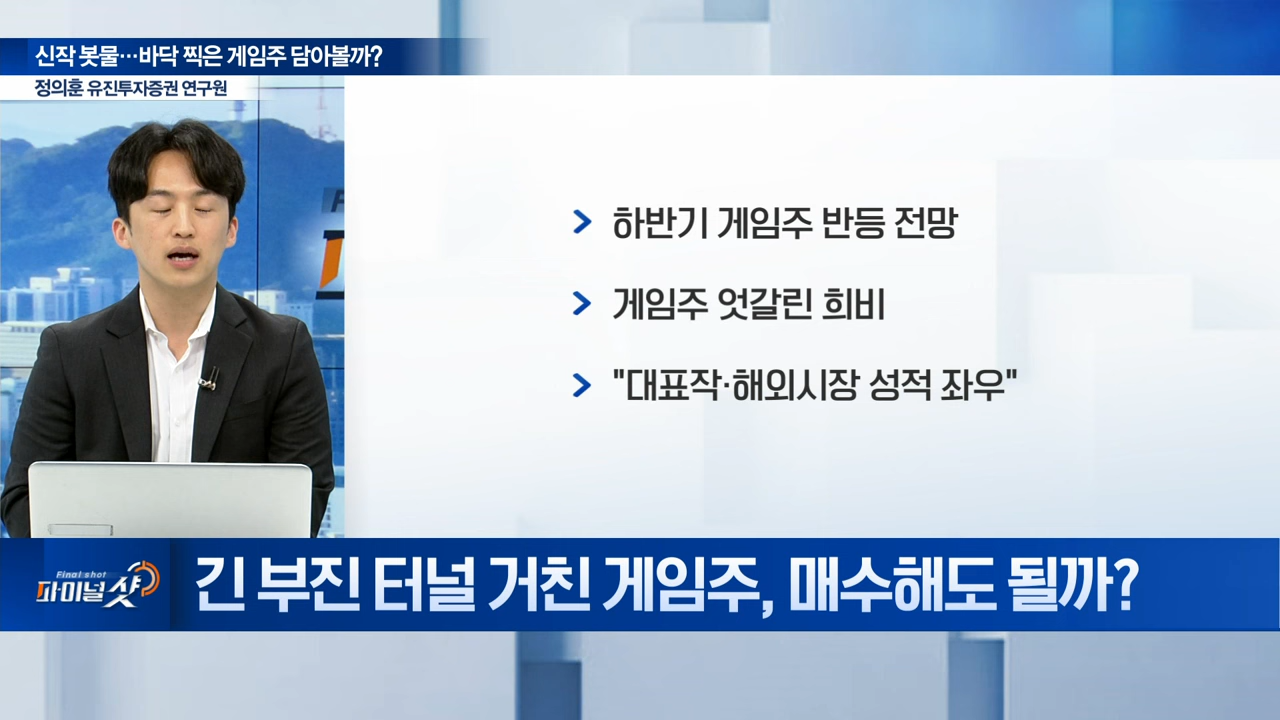 신작 봇물…바닥 찍은 게임주 담아볼까?
정의훈 유진투자증권 연구원
하반기 게임주 반등 전망
게임주 엇갈린 희비
"대표작·해외시장 성적 좌우"
Final shot
파이널샷
긴 부진 터널 거친 게임주, 매수해도 될까?